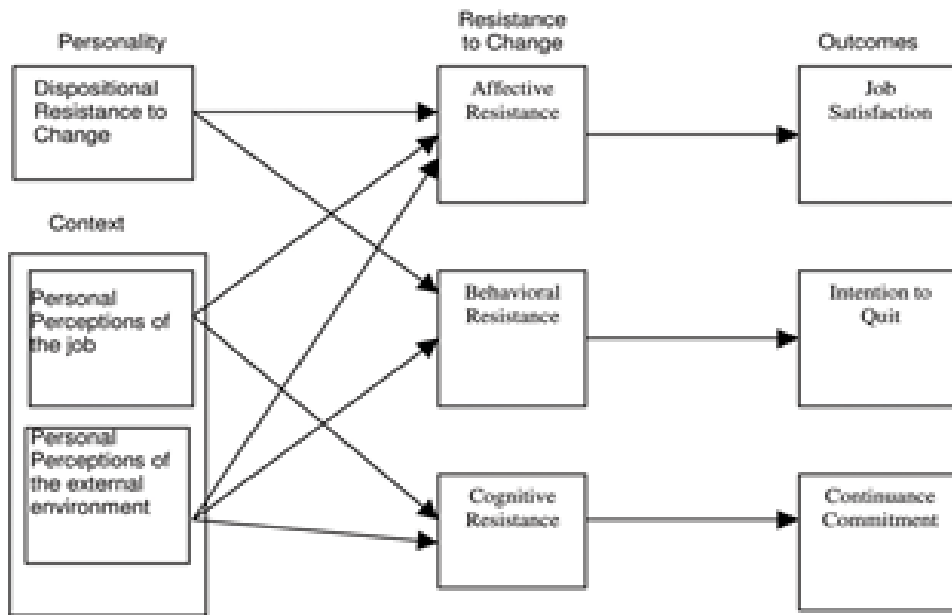 Personality
Dispositional
Resistance to
Change
Context
Personal
Perceptions of
the job
Personal
Perceptions of
the external
environment
Resistance
to Change
Affective
Resistance
Behavioral
Resistance
Cognitive
Resistance
Outcomes
Job
Satisfaction
Intention to
Quit
Continuance
Commitment